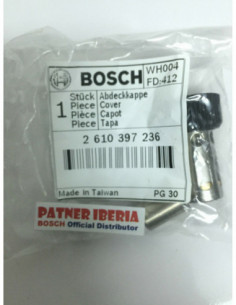 BOSCH
WH004
FD:412
1 Stück Abdeckkappe
Piece Cover
Pièce Capot
Piece Tapa
2 610 397 236
Made in Taiwan PG 30
PATNER IBERIA
BOSCH Official Distributor